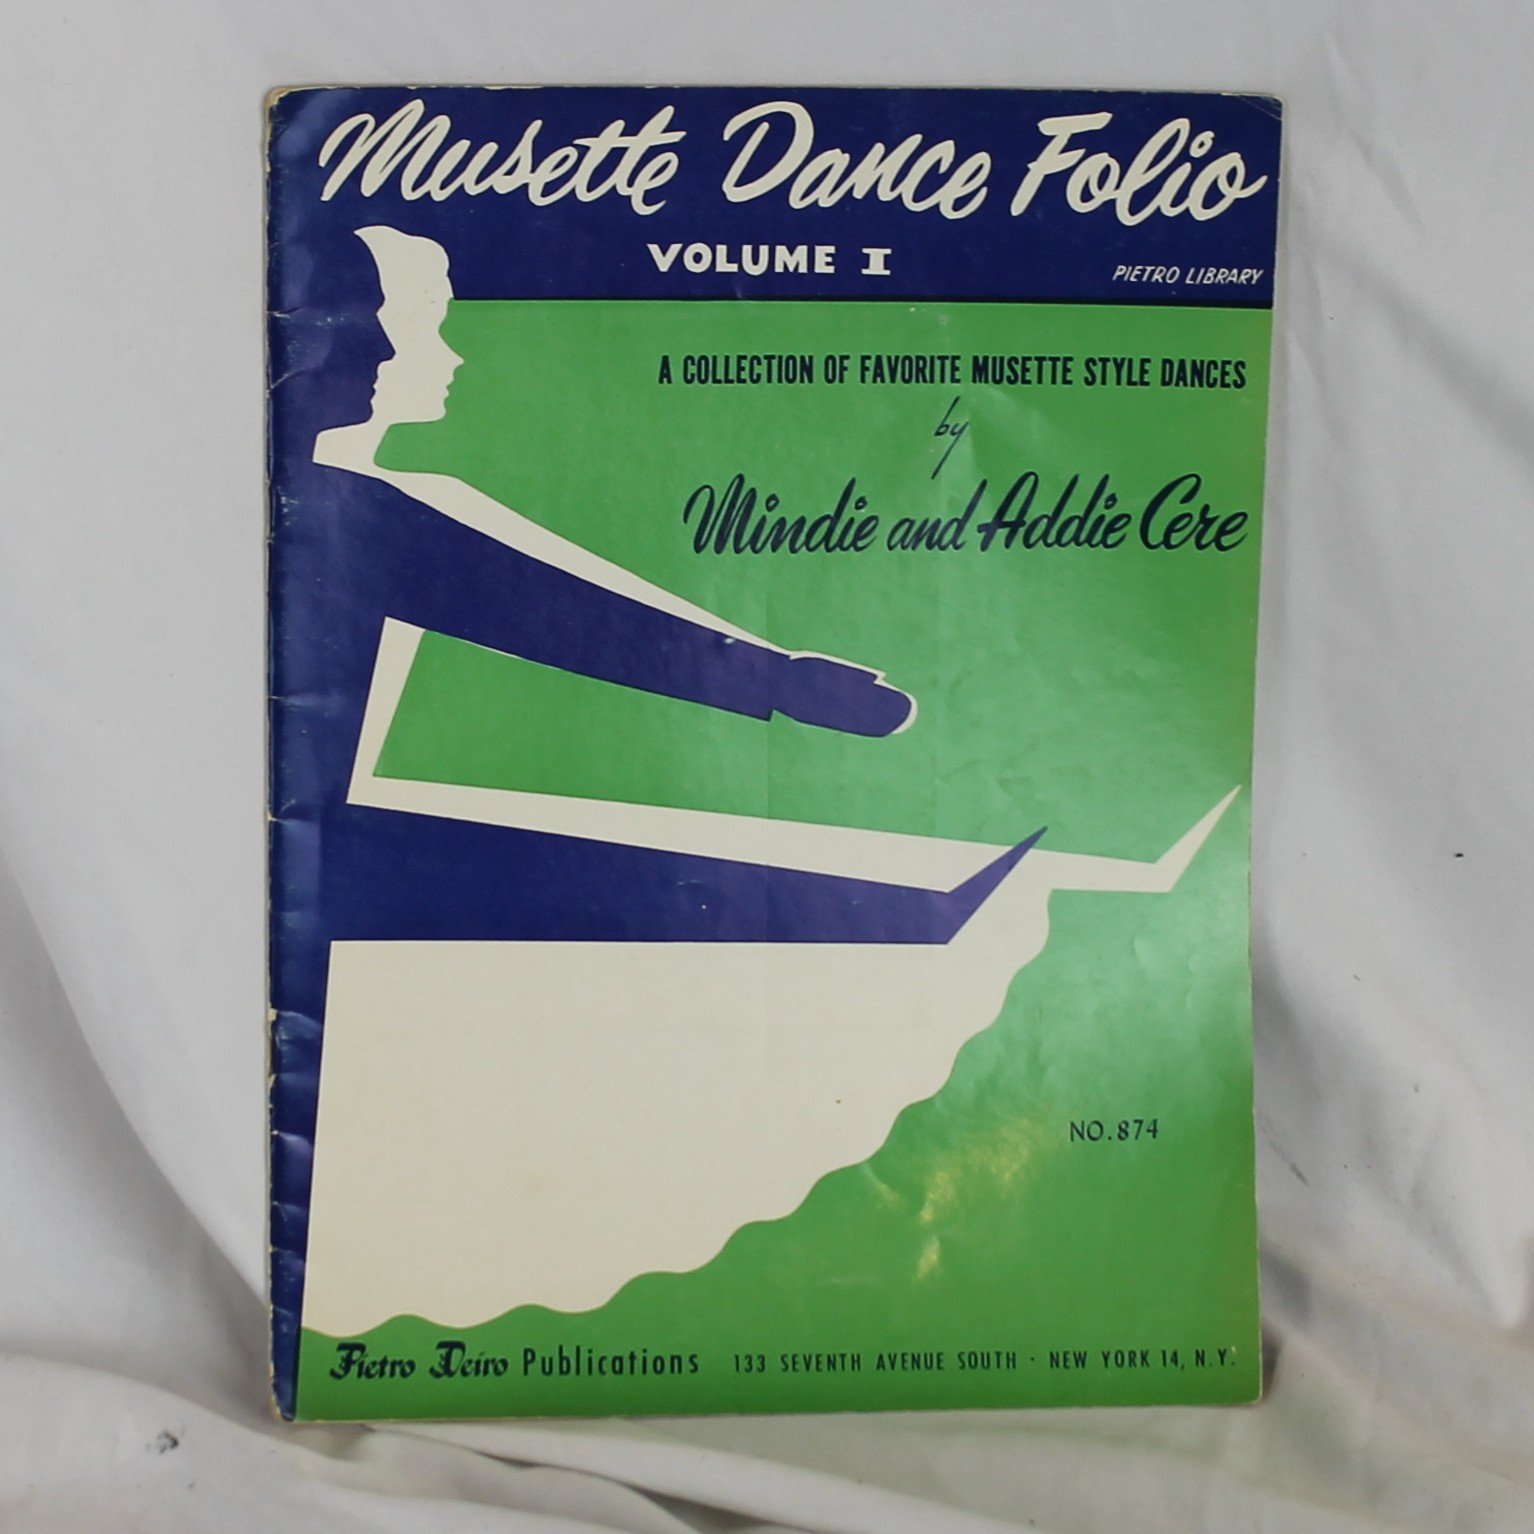 Musette Dance Folio
VOLUME I
PIETRO LIBRARY
A COLLECTION OF FAVORITE MUSETTE STYLE DANCES
by
Mindie and Addie Cere
NO. 874
Pietro Deiro Publications 133 SEVENTH AVENUE SOUTH · NEW YORK 14, N.Y.